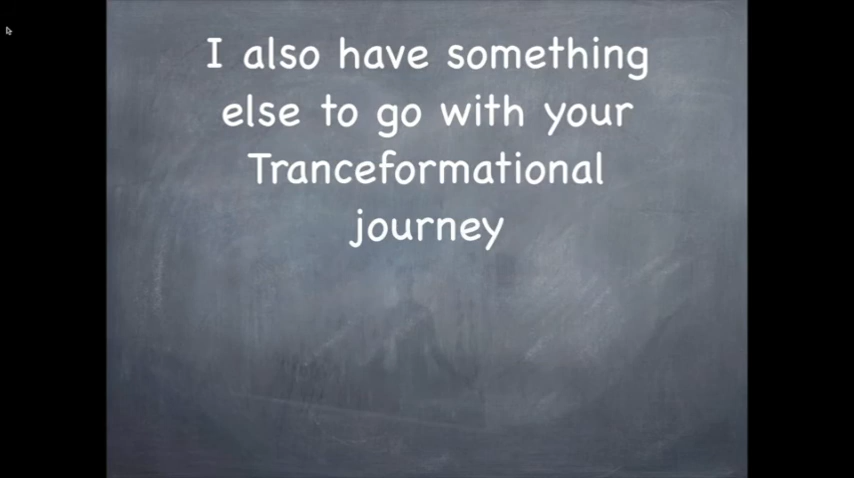 I also have something
else to go with your
Tranceformational
journey